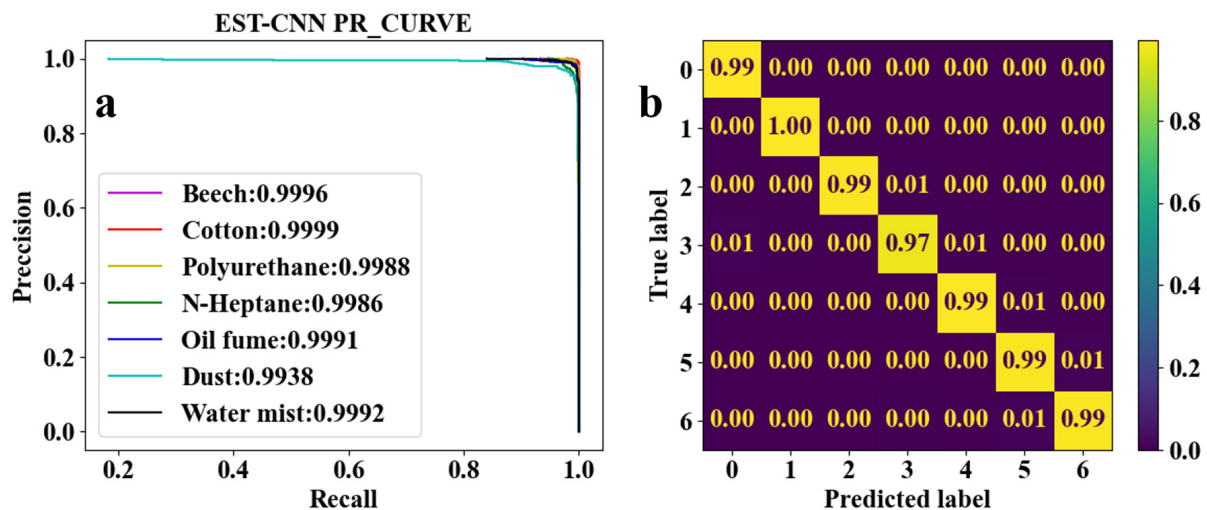 EST-CNN PR_CURVE
a
Preccision
1.0
0.8
0.6
0.4
0.2
0.0
Beech:0.9996
Cotton:0.9999
Polyurethane:0.9988
N-Heptane:0.9986
Oil fume:0.9991
Dust:0.9938
Water mist:0.9992
0.2 0.4 0.6 0.8 1.0
Recall
b
True label
0 0.99 0.00 0.00 0.00 0.00 0.00 0.00
1 0.00 1.00 0.00 0.00 0.00 0.00 0.00
2 0.00 0.00 0.99 0.01 0.00 0.00 0.00
3 0.01 0.00 0.00 0.97 0.01 0.00 0.00
4 0.00 0.00 0.00 0.00 0.99 0.01 0.00
5 0.00 0.00 0.00 0.00 0.00 0.99 0.01
6 0.00 0.00 0.00 0.00 0.00 0.01 0.99
0 1 2 3 4 5 6
Predicted label
0.8
0.6
0.4
0.2
0.0